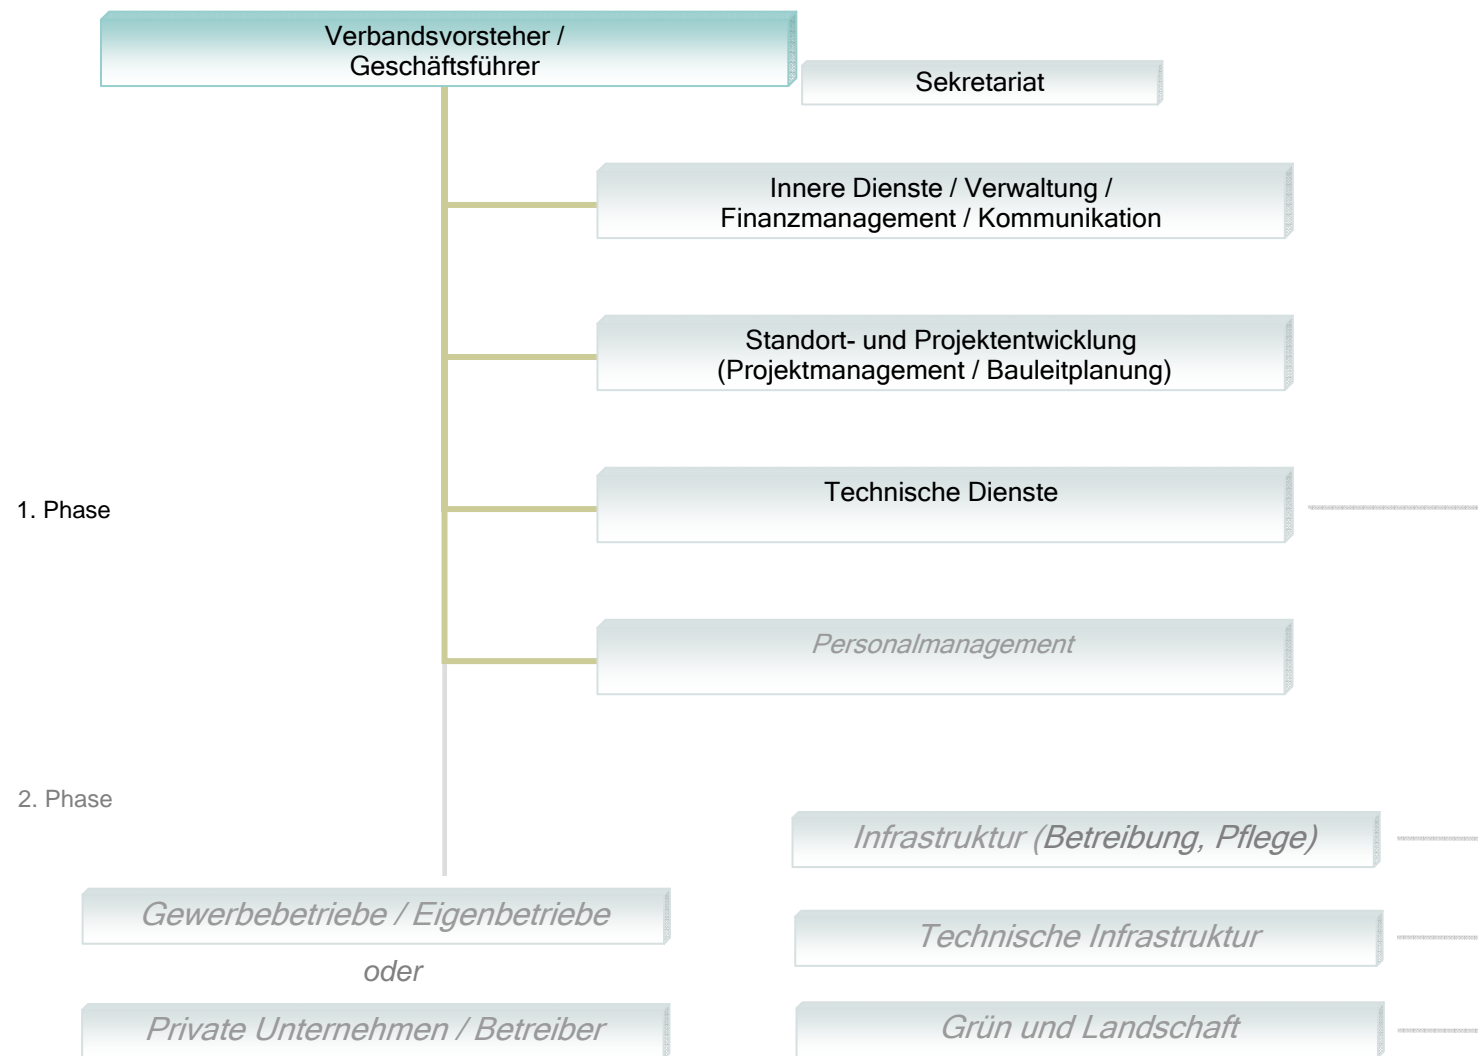 Verbandsvorsteher /
Geschäftsführer
Sekretariat
Innere Dienste / Verwaltung /
Finanzmanagement / Kommunikation
Standort- und Projektentwicklung
(Projektmanagement / Bauleitplanung)
Technische Dienste
1. Phase
Personalmanagement
2. Phase
Infrastruktur (Betreibung, Pflege)
Gewerbebetriebe / Eigenbetriebe
Technische Infrastruktur
oder
Private Unternehmen / Betreiber
Grün und Landschaft